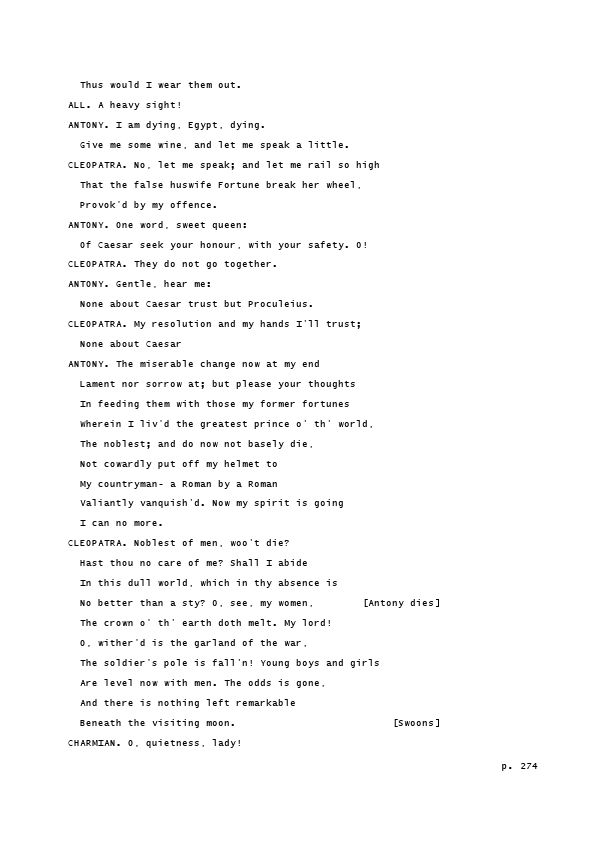 Thus would I wear them out.
ALL. A heavy sight!
ANTONY. I am dying, Egypt, dying.
Give me some wine, and let me speak a little.
CLEOPATRA. No, let me speak; and let me rail so high
That the false huswife Fortune break her wheel,
Provok'd by my offence.
ANTONY. One word, sweet queen:
Of Caesar seek your honour, with your safety. O!
CLEOPATRA. They do not go together.
ANTONY. Gentle, hear me:
None about Caesar trust but Proculeius.
CLEOPATRA. My resolution and my hands I'll trust;
None about Caesar
ANTONY. The miserable change now at my end
Lament nor sorrow at; but please your thoughts
In feeding them with those my former fortunes
Wherein I liv'd the greatest prince o' th' world,
The noblest; and do now not basely die,
Not cowardly put off my helmet to
My countryman- a Roman by a Roman
Valiantly vanquish'd. Now my spirit is going
I can no more.
CLEOPATRA. Noblest of men, woo't die?
Hast thou no care of me? Shall I abide
In this dull world, which in thy absence is
No better than a sty? O, see, my women, [Antony dies]
The crown o' th' earth doth melt. My lord!
O, wither'd is the garland of the war,
The soldier's pole is fall'n! Young boys and girls
Are level now with men. The odds is gone,
And there is nothing left remarkable
Beneath the visiting moon. [Swoons]
CHARMIAN. O, quietness, lady!
p. 274